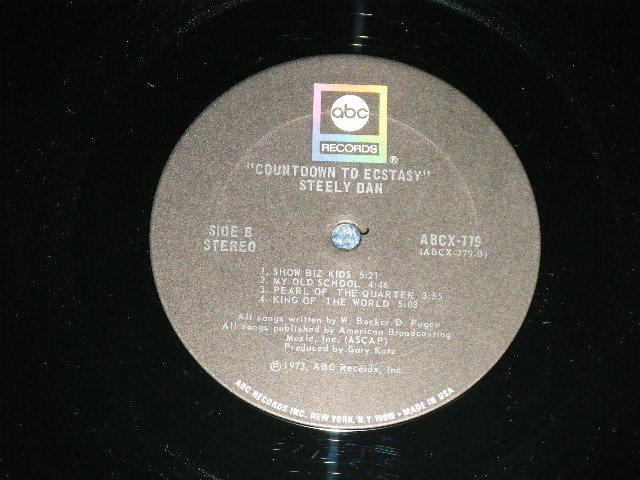 abc
RECORDS
®
"COUNTDOWN TO ECSTASY"
STEELY DAN
SIDE B
STEREO
ABCX-779
(ABCX-779-B)
1. SHOW BIZ KIDS 5:21
2. MY OLD SCHOOL 4:46
3. PEARL OF THE QUARTER 3:55
4. KING OF THE WORLD 5:03
All songs written by W. Becker-D. Fagen
All songs published by American Broadcasting
Music, Inc. (ASCAP)
Produced by Gary Katz
℗ 1973, ABC Records, Inc.
ABC RECORDS INC., NEW YORK, N.Y. 10019 • MADE IN USA